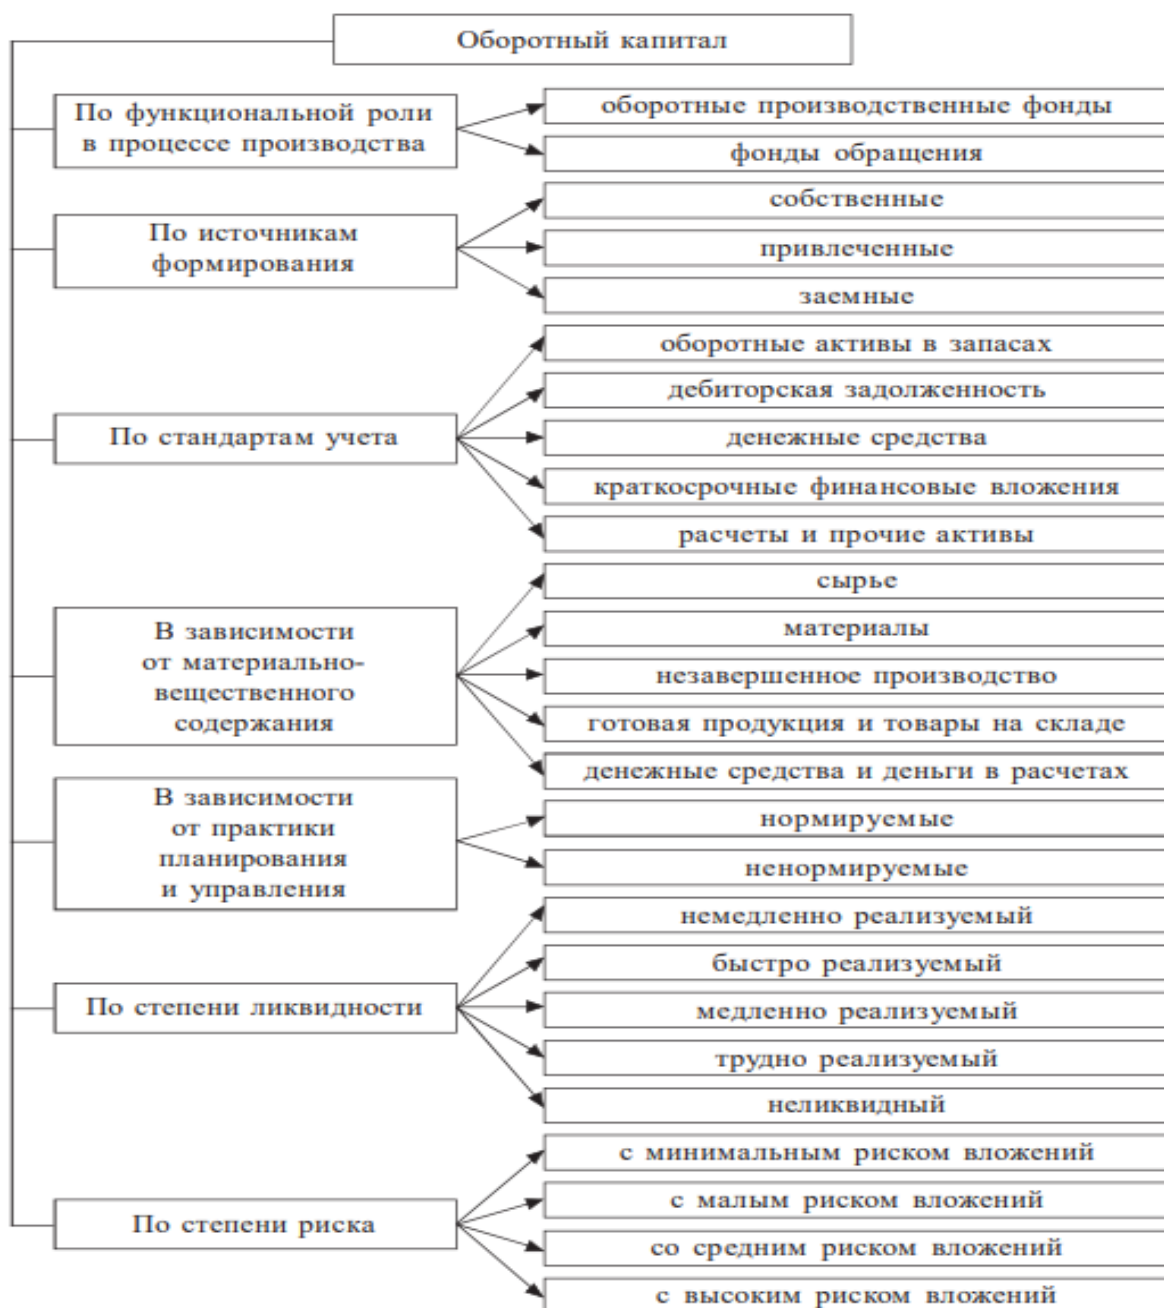 Оборотный капитал
По функциональной роли
в процессе производства
оборотные производственные фонды
фонды обращения
По источникам
формирования
собственные
привлеченные
заемные
По стандартам учета
оборотные активы в запасах
дебиторская задолженность
денежные средства
краткосрочные финансовые вложения
расчеты и прочие активы
В зависимости
от материально-
вещественного
содержания
сырье
материалы
незавершенное производство
готовая продукция и товары на складе
денежные средства и деньги в расчетах
В зависимости
от практики
планирования
и управления
нормируемые
ненормируемые
По степени ликвидности
немедленно реализуемый
быстро реализуемый
медленно реализуемый
трудно реализуемый
неликвидный
По степени риска
с минимальным риском вложений
с малым риском вложений
со средним риском вложений
с высоким риском вложений